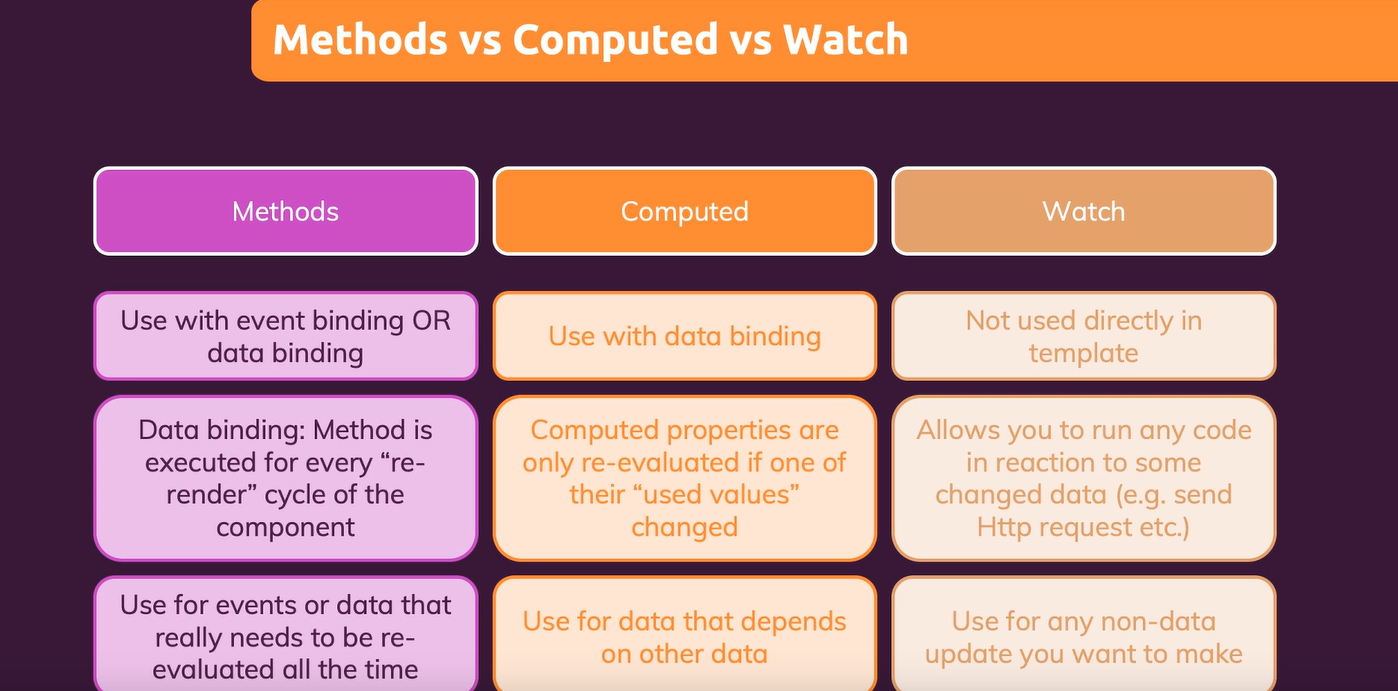 Methods vs Computed vs Watch
Methods
Computed
Watch
Use with event binding OR
data binding
Use with data binding
Not used directly in
template
Data binding: Method is
executed for every “re-
render” cycle of the
component
Computed properties are
only re-evaluated if one of
their “used values”
changed
Allows you to run any code
in reaction to some
changed data (e.g. send
Http request etc.)
Use for events or data that
really needs to be re-
evaluated all the time
Use for data that depends
on other data
Use for any non-data
update you want to make